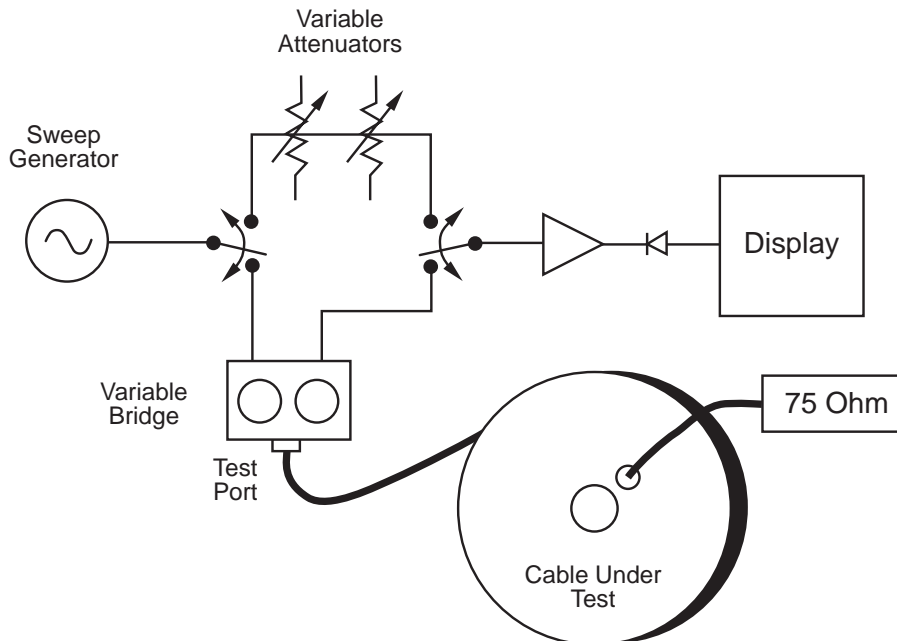 Variable
Attenuators
Sweep
Generator
Display
Variable
Bridge
75 Ohm
Test
Port
Cable Under
Test